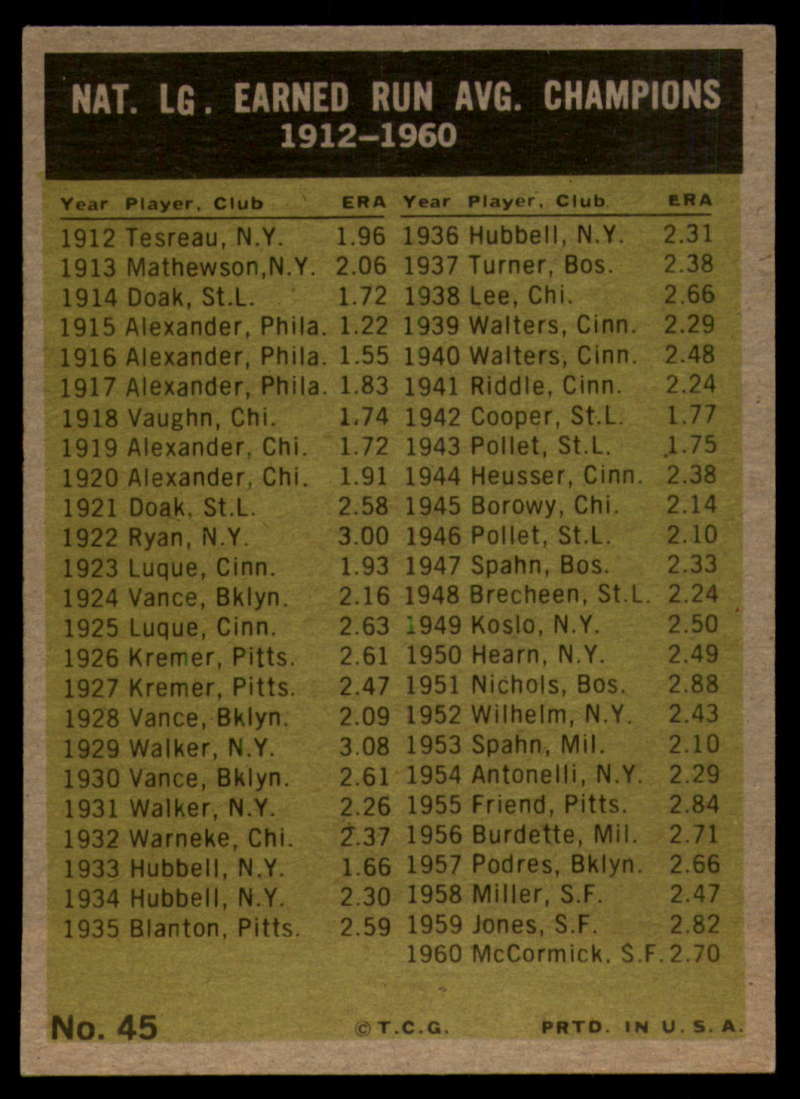 NAT. LG. EARNED RUN AVG. CHAMPIONS
1912-1960
Year Player, Club ERA
1912 Tesreau, N.Y. 1.96
1913 Mathewson,N.Y. 2.06
1914 Doak, St.L. 1.72
1915 Alexander, Phila. 1.22
1916 Alexander, Phila. 1.55
1917 Alexander, Phila. 1.83
1918 Vaughn, Chi. 1.74
1919 Alexander, Chi. 1.72
1920 Alexander, Chi. 1.91
1921 Doak, St.L. 2.58
1922 Ryan, N.Y. 3.00
1923 Luque, Cinn. 1.93
1924 Vance, Bklyn. 2.16
1925 Luque, Cinn. 2.63
1926 Kremer, Pitts. 2.61
1927 Kremer, Pitts. 2.47
1928 Vance, Bklyn. 2.09
1929 Walker, N.Y. 3.08
1930 Vance, Bklyn. 2.61
1931 Walker, N.Y. 2.26
1932 Warneke, Chi. 2.37
1933 Hubbell, N.Y. 1.66
1934 Hubbell, N.Y. 2.30
1935 Blanton, Pitts. 2.59
Year Player, Club ERA
1936 Hubbell, N.Y. 2.31
1937 Turner, Bos. 2.38
1938 Lee, Chi. 2.66
1939 Walters, Cinn. 2.29
1940 Walters, Cinn. 2.48
1941 Riddle, Cinn. 2.24
1942 Cooper, St.L. 1.77
1943 Pollet, St.L. 1.75
1944 Heusser, Cinn. 2.38
1945 Borowy, Chi. 2.14
1946 Pollet, St.L. 2.10
1947 Spahn, Bos. 2.33
1948 Brecheen, St.L. 2.24
1949 Koslo, N.Y. 2.50
1950 Hearn, N.Y. 2.49
1951 Nichols, Bos. 2.88
1952 Wilhelm, N.Y. 2.43
1953 Spahn, Mil. 2.10
1954 Antonelli, N.Y. 2.29
1955 Friend, Pitts. 2.84
1956 Burdette, Mil. 2.71
1957 Podres, Bklyn. 2.66
1958 Miller, S.F. 2.47
1959 Jones, S.F. 2.82
1960 McCormick, S.F. 2.70
No. 45 © T.C.G. PRTD. IN U.S.A.